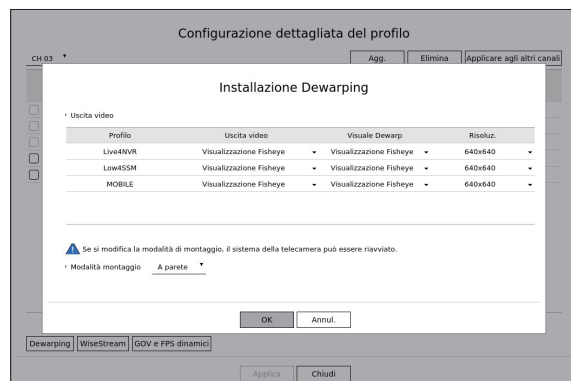 Configurazione dettagliata del profilo
CH 03 Agg. Elimina Applicare agli altri canali
Installazione Dewarping
Uscita video
Profilo Uscita video Visuale Dewarp Risoluz.
Live4NVR Visualizzazione Fisheye Visualizzazione Fisheye 640x640
Low4SSM Visualizzazione Fisheye Visualizzazione Fisheye 640x640
MOBILE Visualizzazione Fisheye Visualizzazione Fisheye 640x640
Se si modifica la modalità di montaggio, il sistema della telecamera può essere riavviato.
Modalità montaggio A parete
OK Annul.
Dewarping WiseStream GOV e FPS dinamici
Applica Chiudi